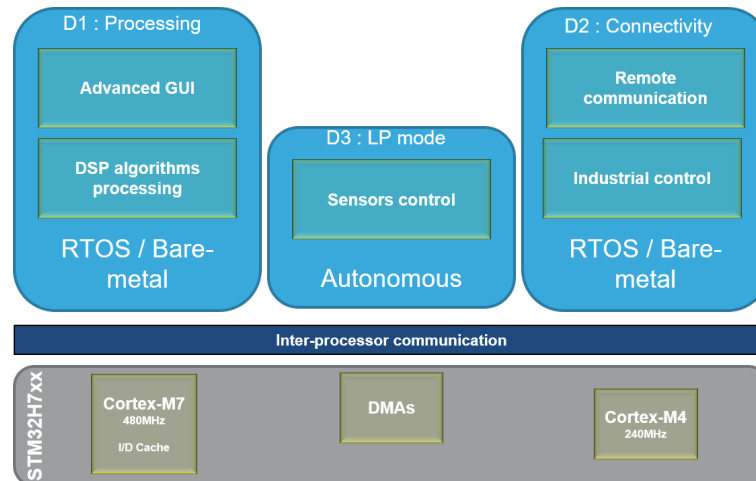 D1 : Processing
Advanced GUI
DSP algorithms
processing
RTOS / Bare-
metal
D3 : LP mode
Sensors control
Autonomous
D2 : Connectivity
Remote
communication
Industrial control
RTOS / Bare-
metal
Inter-processor communication
STM32H7xx
Cortex-M7
480MHz
I/D Cache
DMAs
Cortex-M4
240MHz